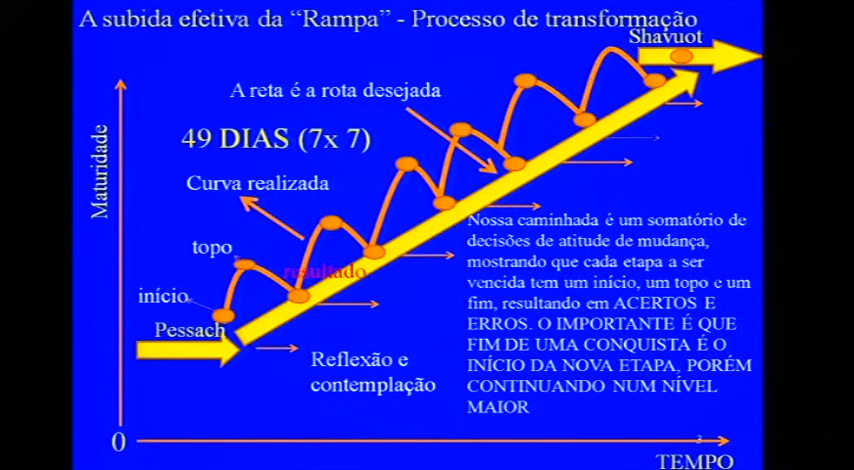 A subida efetiva da “Rampa” - Processo de transformação
Shavuot
A reta é a rota desejada
49 DIAS (7x 7)
Maturidade
Curva realizada
topo
resultado
início
Pessach
Nossa caminhada é um somatório de
decisões de atitude de mudança,
mostrando que cada etapa a ser
vencida tem um início, um topo e um
fim, resultando em ACERTOS E
ERROS. O IMPORTANTE É QUE
FIM DE UMA CONQUISTA É O
INÍCIO DA NOVA ETAPA, PORÉM
CONTINUANDO NUM NÍVEL
MAIOR
Reflexão e
contemplação
0
3
TEMPO